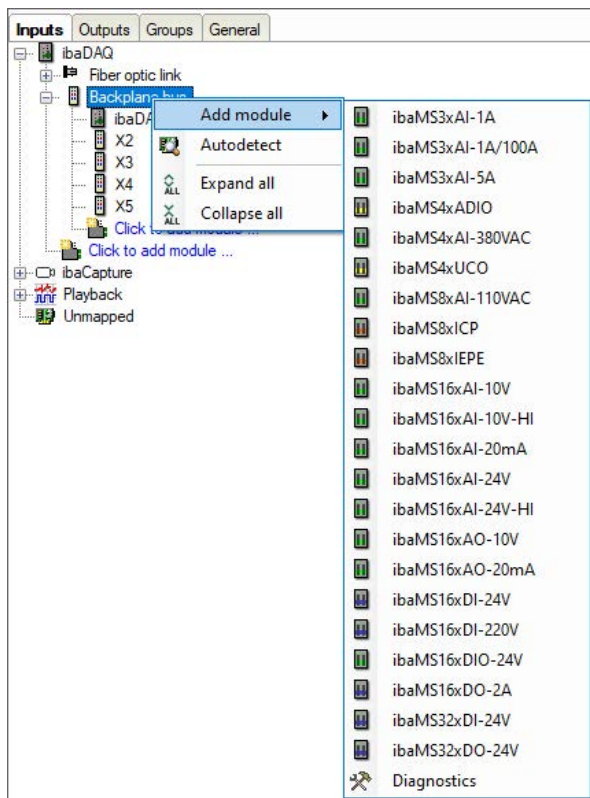 Inputs Outputs Groups General
ibaDAQ
Fiber optic link
Backplane bus
ibaDA
X2
X3
X4
X5
Click to add module ...
Click to add module ...
ibaCapture
Playback
Unmapped
Add module
Autodetect
ALL Expand all
ALL Collapse all
ibaMS3xAI-1A
ibaMS3xAI-1A/100A
ibaMS3xAI-5A
ibaMS4xADIO
ibaMS4xAI-380VAC
ibaMS4xUCO
ibaMS8xAI-110VAC
ibaMS8xICP
ibaMS8xIEPE
ibaMS16xAI-10V
ibaMS16xAI-10V-HI
ibaMS16xAI-20mA
ibaMS16xAI-24V
ibaMS16xAI-24V-HI
ibaMS16xAO-10V
ibaMS16xAO-20mA
ibaMS16xDI-24V
ibaMS16xDI-220V
ibaMS16xDIO-24V
ibaMS16xDO-2A
ibaMS32xDI-24V
ibaMS32xDO-24V
Diagnostics